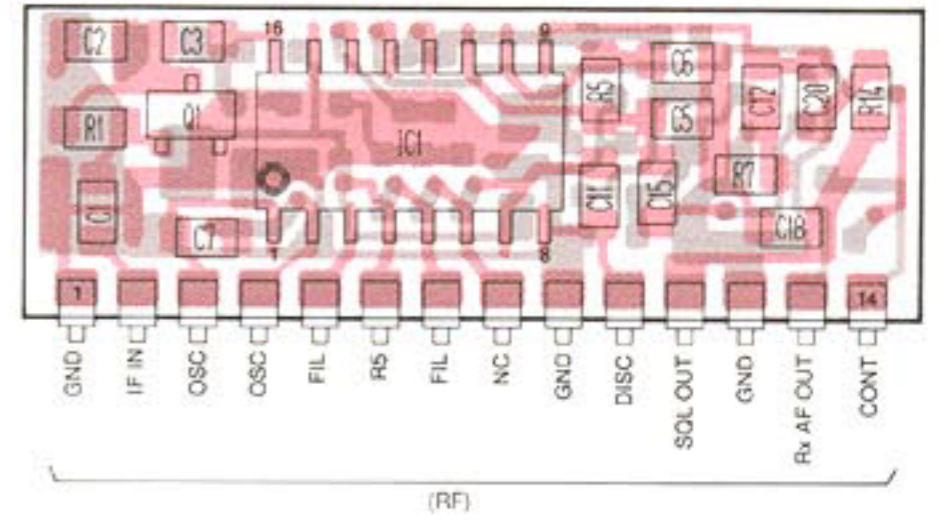 16 9
C2 C3 C6
R5 C12 C20 R14
R1 Q1 IC1 C5
R7
C1 C11 C15
C7 1 8 C18
1 14
GND IF IN OSC OSC FIL R5 FIL NC GND DISC SQL OUT GND Rx AF OUT CONT
(RF)